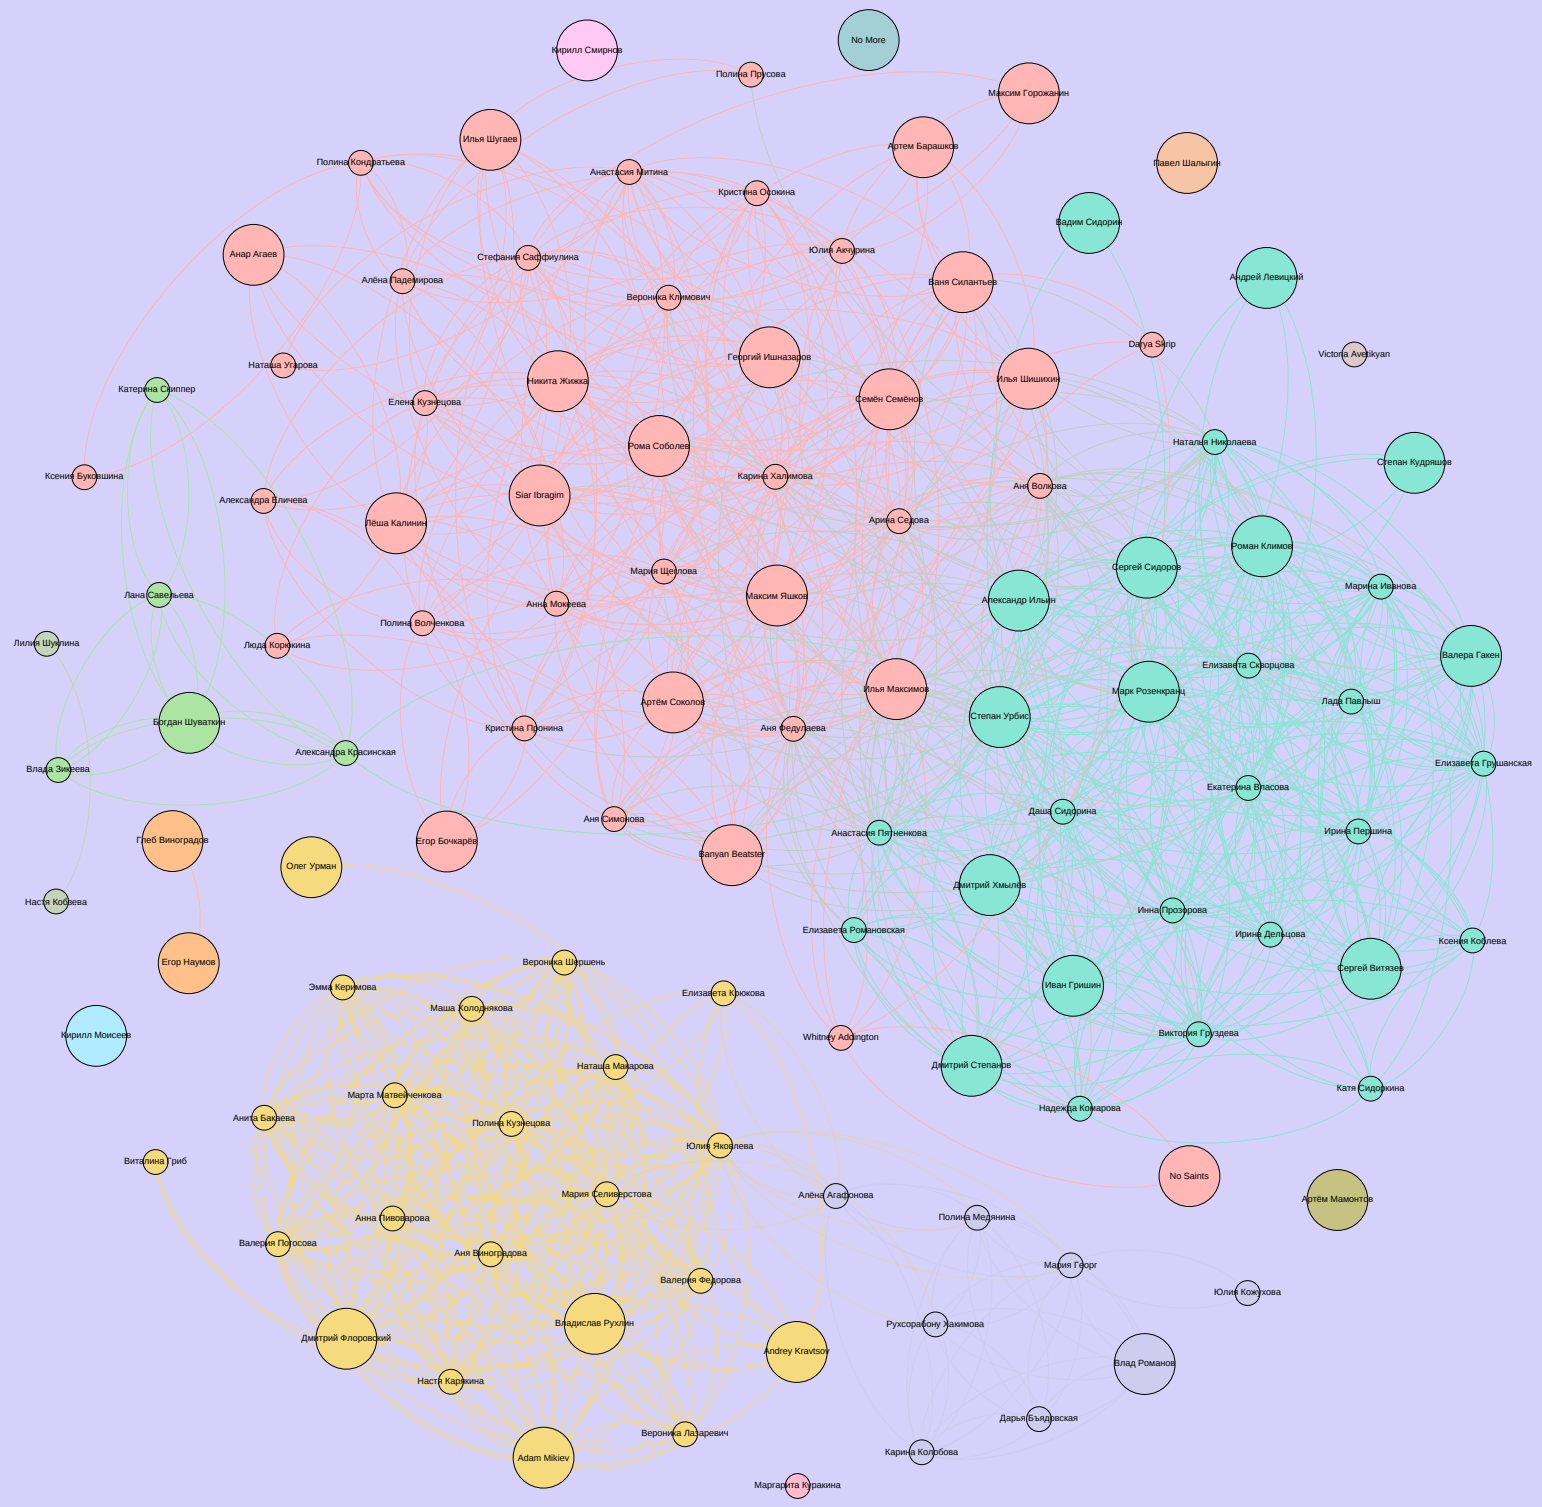 No More
Кирилл Смирнов
Полина Прусова
Максим Горожанин
Илья Шугаев
Артем Барашков
Полина Кондратьева
Павел Шалыгин
Анастасия Митина
Кристина Осокина
Вадим Сидорин
Юлия Акчурина
Анар Агаев
Стефания Саффиулина
Алёна Падемирова
Андрей Левицкий
Ваня Силантьев
Вероника Климович
Darya Skrip
Victoria Avetikyan
Георгий Ишназаров
Наташа Угарова
Илья Шишихин
Никита Жижка
Катерина Скиппер
Семён Семёнов
Елена Кузнецова
Наталья Николаева
Рома Соболев
Степан Кудряшов
Ксения Буковшина
Карина Халимова
Аня Волкова
Siar Ibragim
Александра Еличева
Арина Седова
Лёша Калинин
Роман Климов
Сергей Сидоров
Мария Щеглова
Марина Иванова
Лана Савельева
Максим Яшков
Александр Ильин
Анна Мокеева
Полина Волченкова
Лилия Шуклина
Люда Корюкина
Валера Гакен
Елизавета Скворцова
Илья Максимов
Марк Розенкранц
Артём Соколов
Лада Павлыш
Степан Урбис
Богдан Шуваткин
Кристина Пронина
Аня Федулаева
Александра Красинская
Елизавета Грушанская
Влада Зикеева
Екатерина Власова
Даша Сидорина
Аня Симонова
Анастасия Пятненкова
Ирина Першина
Глеб Виноградов
Егор Бочкарёв
Banyan Beatster
Олег Урман
Дмитрий Хмылёв
Настя Кобзева
Инна Прозорова
Елизавета Романовская
Ирина Дельцова
Ксения Коблева
Егор Наумов
Вероника Шершень
Сергей Витязев
Эмма Керимова
Иван Гришин
Елизавета Крюкова
Маша Холоднякова
Кирилл Моисеев
Виктория Груздева
Whitney Addington
Дмитрий Степанов
Наташа Макарова
Катя Сидоркина
Марта Матвейченкова
Надежда Комарова
Анита Бакаева
Полина Кузнецова
Юлия Яковлева
Виталина Гриб
No Saints
Мария Селиверстова
Алёна Агафонова
Артём Мамонтов
Анна Пивоварова
Полина Медянина
Валерия Погосова
Аня Виноградова
Мария Георг
Валерия Федорова
Юлия Кожухова
Владислав Рухлин
Рухсорабону Хакимова
Дмитрий Флоровский
Andrey Kravtsov
Влад Романов
Настя Карякина
Дарья Бъядовская
Вероника Лазаревич
Карина Колобова
Adam Mikiev
Маргарита Куракина